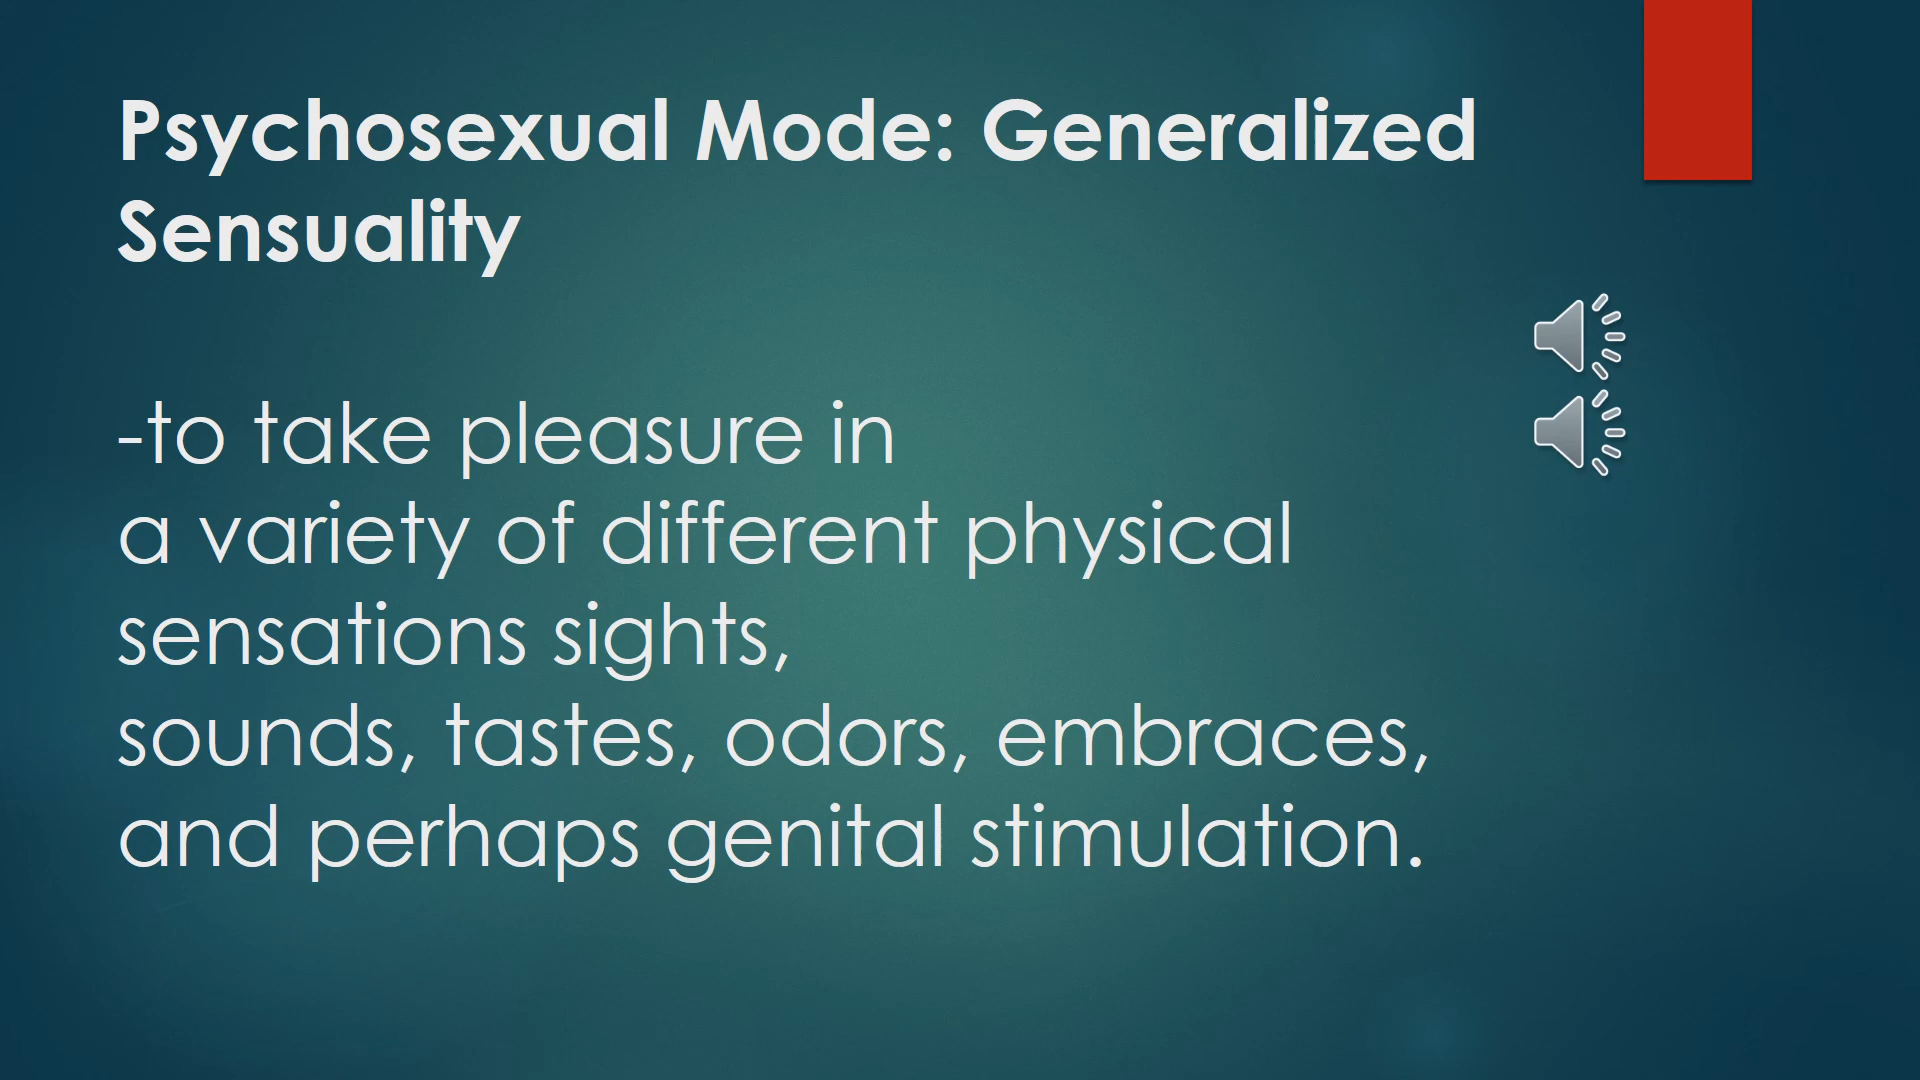 Psychosexual Mode: Generalized
Sensuality
-to take pleasure in
a variety of different physical
sensations sights,
sounds, tastes, odors, embraces,
and perhaps genital stimulation.